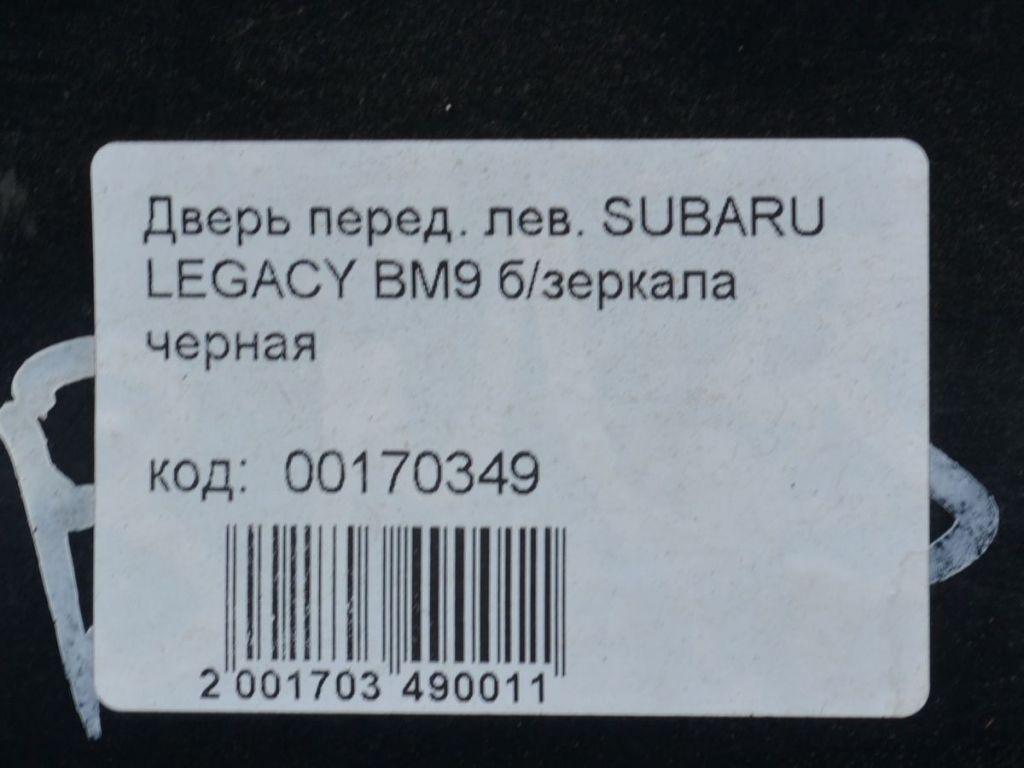 Дверь перед. лев. SUBARU
LEGACY BM9 б/зеркала
черная
код: 00170349
2 001703 490011